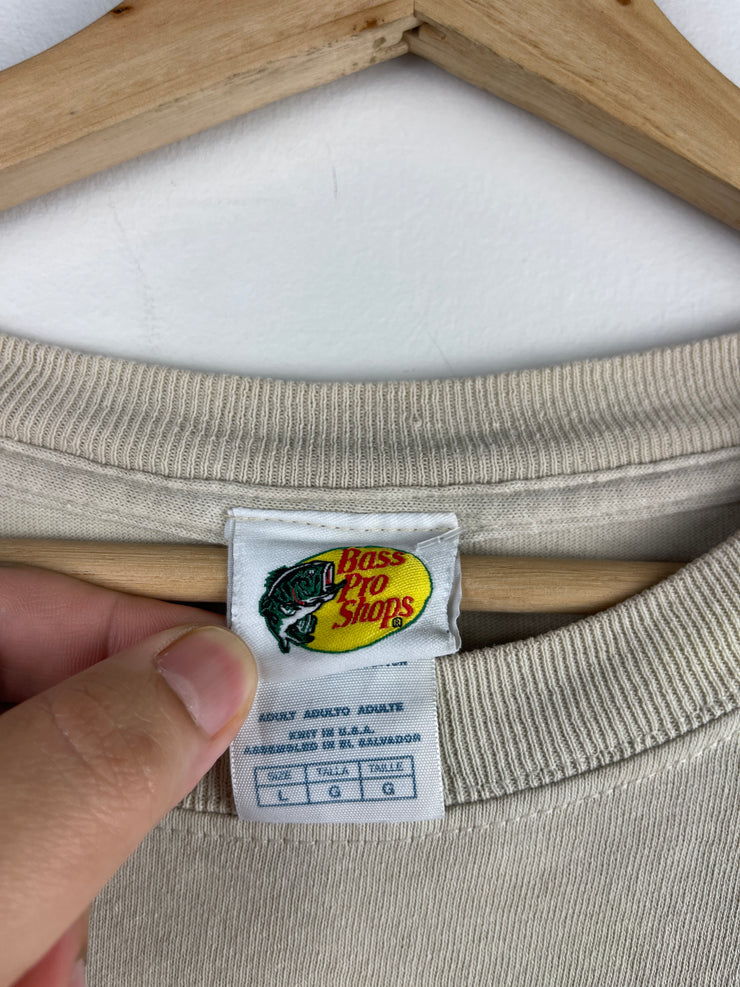 Bass
Pro
Shops®
ADULT ADULTO ADULTE
KNIT IN U.S.A.
ASSEMBLED IN EL SALVADOR
SIZE TALLA TAILLE
L G G